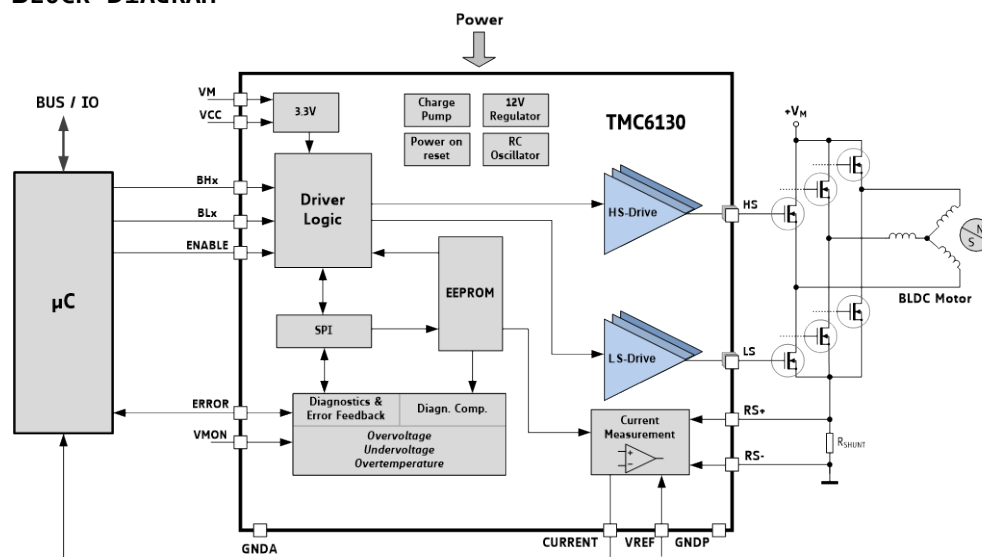 BLOCK DIAGRAM
Power
BUS / IO
µC
VM
VCC
BHx
BLx
ENABLE
ERROR
VMON
3.3V
Charge
Pump
12V
Regulator
Power on
reset
RC
Oscillator
TMC6130
Driver
Logic
EEPROM
SPI
Diagnostics &
Error Feedback
Diagn. Comp.
Overvoltage
Undervoltage
Overtemperature
HS-Drive
LS-Drive
Current
Measurement
+
−
HS
LS
RS+
RS-
+VM
N
S
BLDC Motor
RSHUNT
GNDA
CURRENT
VREF
GNDP